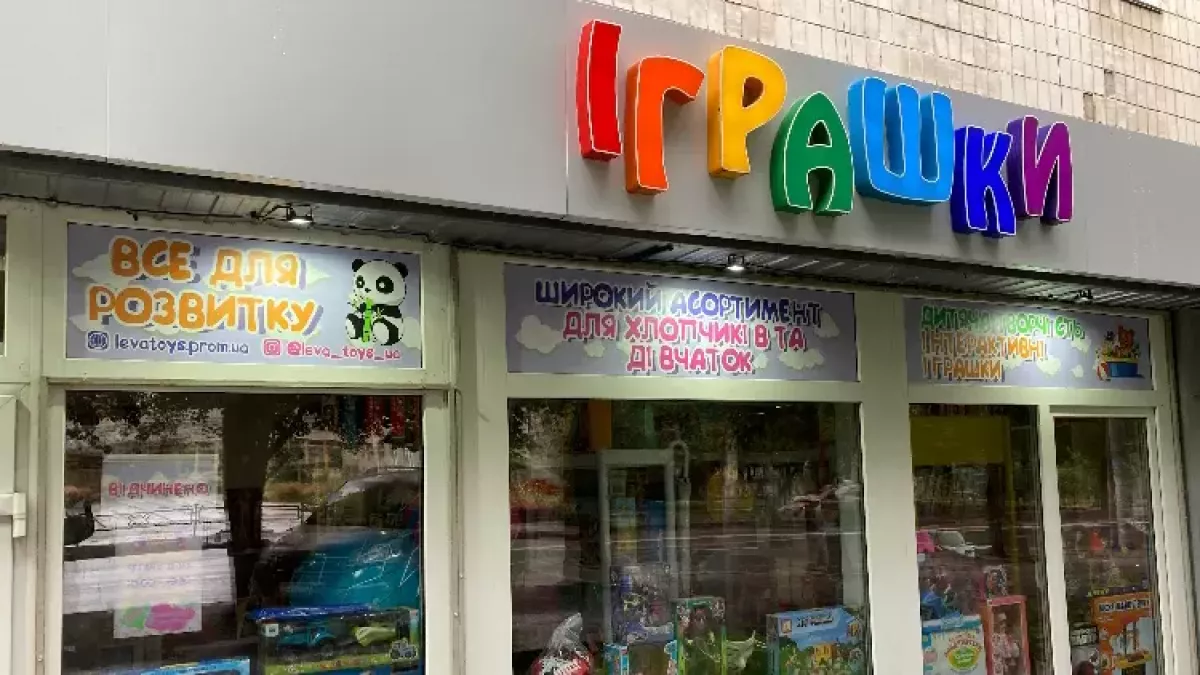 ІГРАШКИ
ВСЕ ДЛЯ
РОЗВИТКУ
levatoys.prom.ua @leva_toys_ua
ШИРОКИЙ АСОРТИМЕНТ
ДЛЯ ХЛОПЧИКІВ ТА
ДІВЧАТОК
ДИТЯЧА ТВОРЧІСТЬ
ІНТЕРАКТИВНІ
ІГРАШКИ
ВІДЧИНЕНО